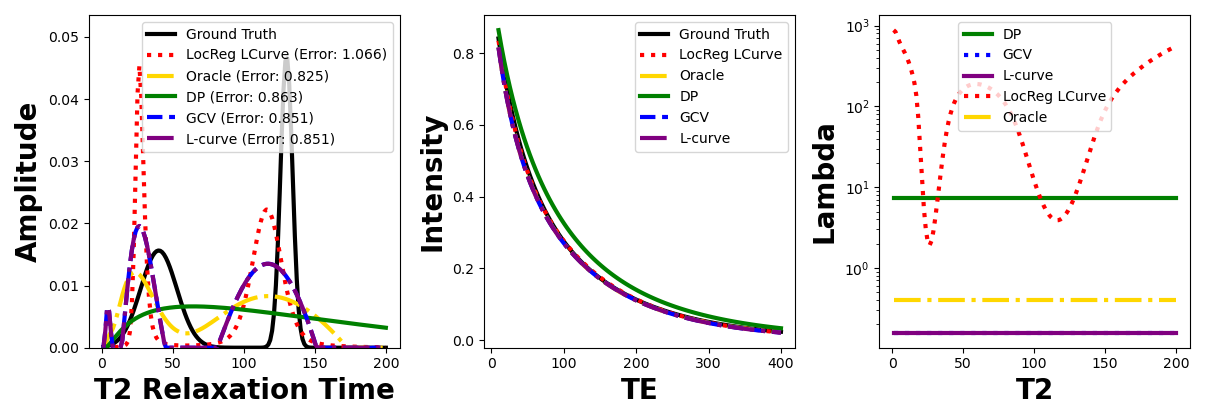 0.05
0.04
0.03
0.02
0.01
0.00
0
50
100
150
200
Amplitude
T2 Relaxation Time
Ground Truth
LocReg LCurve (Error: 1.066)
Oracle (Error: 0.825)
DP (Error: 0.863)
GCV (Error: 0.851)
L-curve (Error: 0.851)
0.8
0.6
0.4
0.2
0.0
0
100
200
300
400
Intensity
TE
Ground Truth
LocReg LCurve
Oracle
DP
GCV
L-curve
10³
10²
10¹
10⁰
0
50
100
150
200
Lambda
T2
DP
GCV
L-curve
LocReg LCurve
Oracle